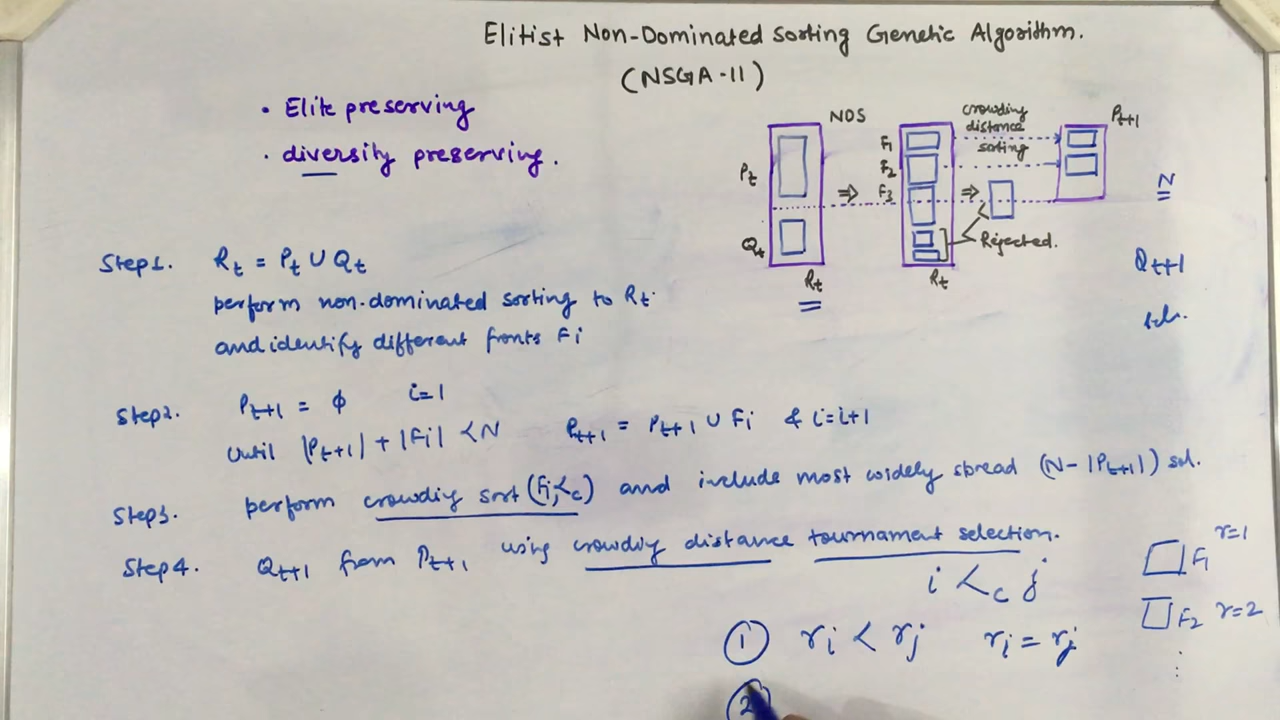 Elitist Non-Dominated Sorting Genetic Algorithm.
(NSGA-II)
• Elite preserving
• diversity preserving.
NDS
crowding
distance
sorting
Pt+1
F1
F2
F3
Pt
⇒
⇒
N
Qt
Rejected.
Rt
Rt
Qt+1
Step1. Rt = Pt ∪ Qt
perform non-dominated sorting to Rt.
and identify different fronts Fi
Step2. Pt+1 = ϕ i=1
Until |Pt+1| + |Fi| < N Pt+1 = Pt+1 ∪ Fi & i=i+1
Step3. perform crowdiy sort (Fi, <c) and include most widely spread (N - |Pt+1|) sol.
Step4. Qt+1 from Pt+1 using crowdiy distance tournament selection.
F1 r=1
i <c j
F2 r=2
① ri < rj ri = rj
②